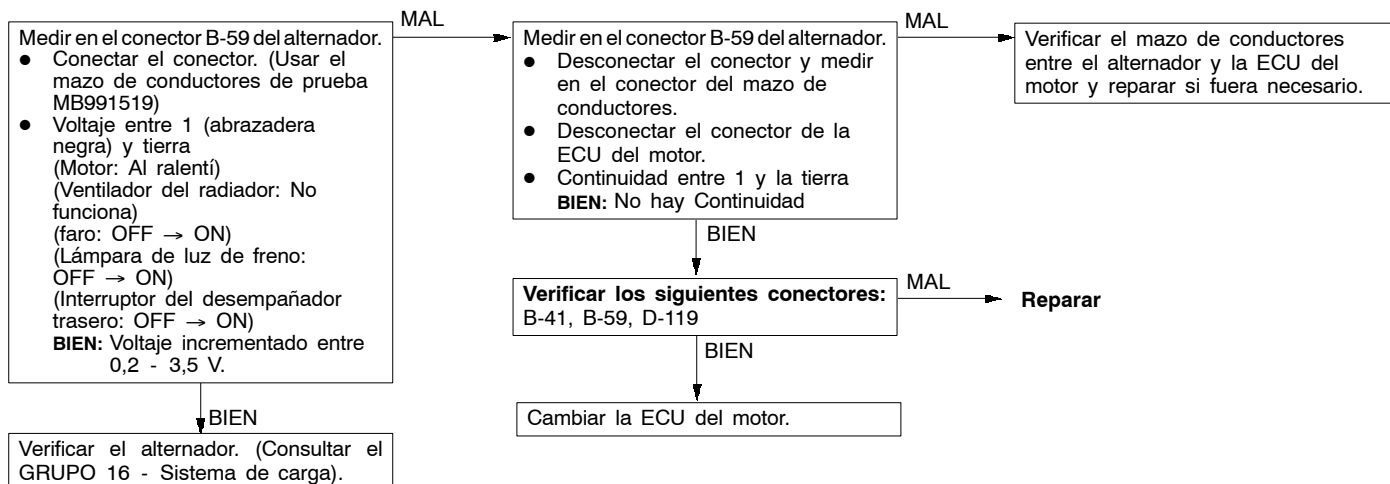 Medir en el conector B-59 del alternador.
● Conectar el conector. (Usar el
mazo de conductores de prueba
MB991519)
● Voltaje entre 1 (abrazadera
negra) y tierra
(Motor: Al ralentí)
(Ventilador del radiador: No
funciona)
(faro: OFF → ON)
(Lámpara de luz de freno:
OFF → ON)
(Interruptor del desempañador
trasero: OFF → ON)
BIEN: Voltaje incrementado entre
0,2 - 3,5 V.
BIEN
Verificar el alternador. (Consultar el
GRUPO 16 - Sistema de carga).
MAL
Medir en el conector B-59 del alternador.
● Desconectar el conector y medir
en el conector del mazo de
conductores.
● Desconectar el conector de la
ECU del motor.
● Continuidad entre 1 y la tierra
BIEN: No hay Continuidad
BIEN
Verificar los siguientes conectores:
B-41, B-59, D-119
BIEN
Cambiar la ECU del motor.
MAL
Verificar el mazo de conductores
entre el alternador y la ECU del
motor y reparar si fuera necesario.
MAL
Reparar